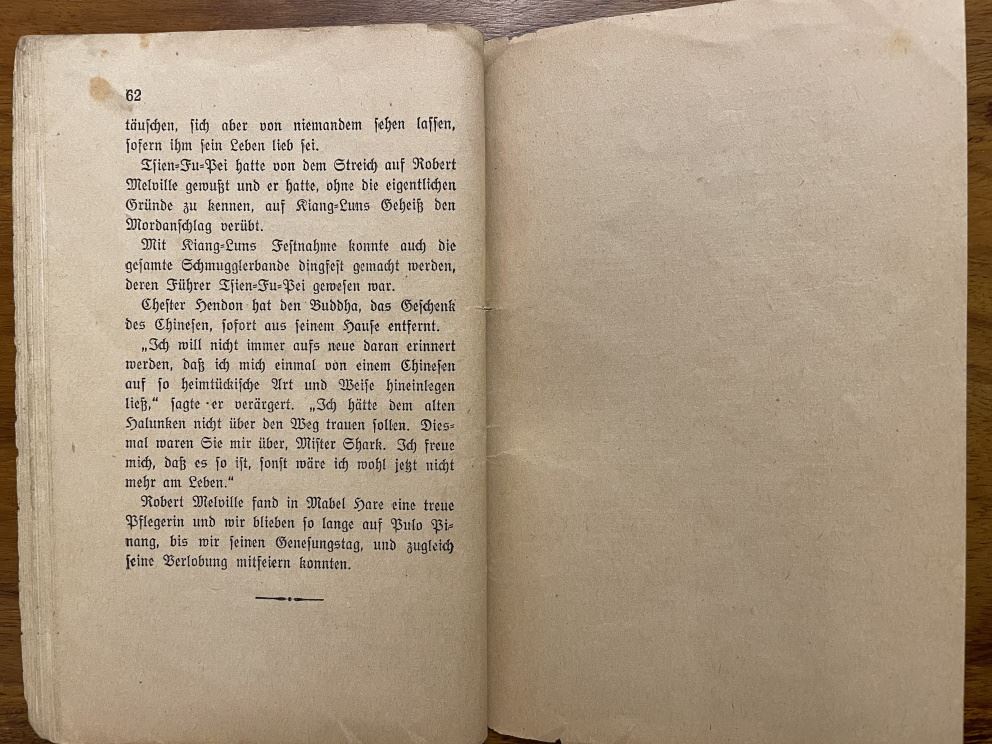 62
täuschen, sich aber von niemandem sehen lassen,
sofern ihm sein Leben lieb sei.
Tsien-Fu-Pei hatte von dem Streich auf Robert
Melville gewußt und er hatte, ohne die eigentlichen
Gründe zu kennen, auf Kiang-Luns Geheiß den
Mordanschlag verübt.
Mit Kiang-Luns Festnahme konnte auch die
gesamte Schmugglerbande dingfest gemacht werden,
deren Führer Tsien-Fu-Pei gewesen war.
Chester Hendon hat den Buddha, das Geschenk
des Chinesen, sofort aus seinem Hause entfernt.
„Ich will nicht immer aufs neue daran erinnert
werden, daß ich mich einmal von einem Chinesen
auf so heimtückische Art und Weise hineinlegen
ließ,“ sagte er verärgert. „Ich hätte dem alten
Halunken nicht über den Weg trauen sollen. Dies-
mal waren Sie mir über, Mister Shark. Ich freue
mich, daß es so ist, sonst wäre ich wohl jetzt nicht
mehr am Leben.“
Robert Melville fand in Mabel Hare eine treue
Pflegerin und wir blieben so lange auf Pulo Pi-
nang, bis wir seinen Genesungstag, und zugleich
seine Verlobung mitfeiern konnten.